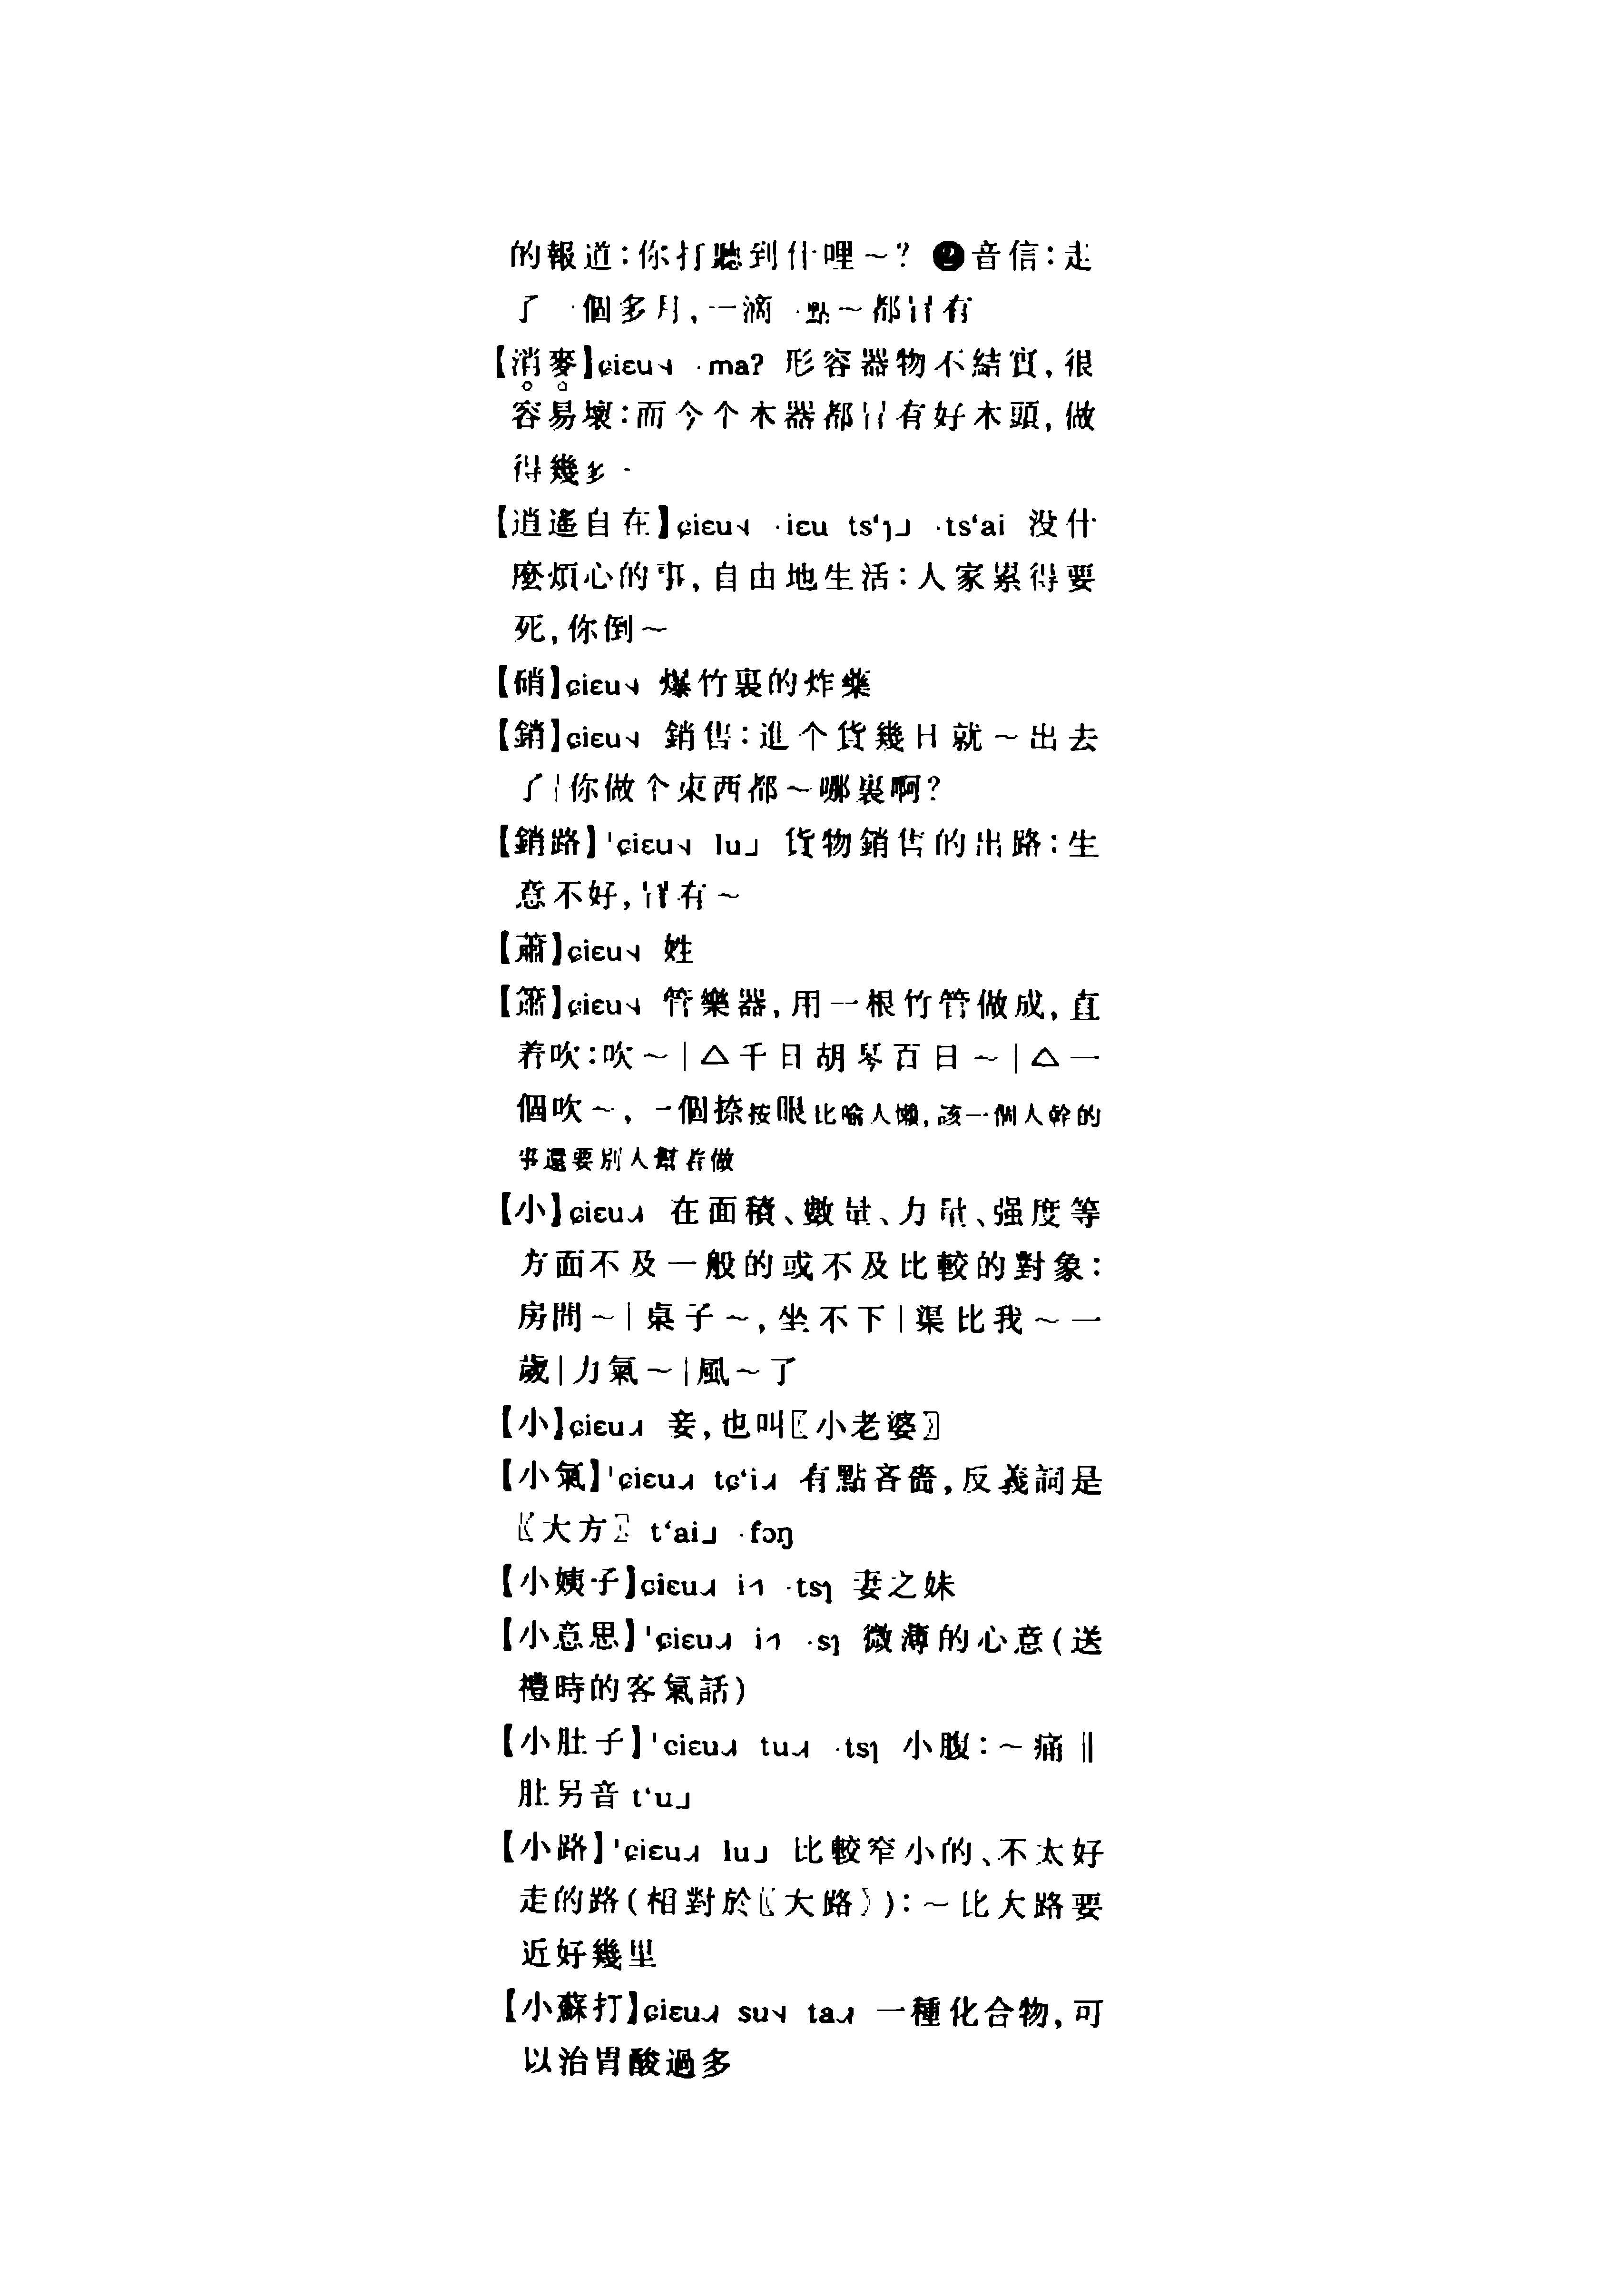 的報道：你打聽到什哩～？ ❷音信：走
了一個多月，一滴一點～都冇有
【消麥】ɕiɛu˧˩ ·maʔ 形容器物不結實，很
容易壞：而今个木器都冇有好木頭，做
得幾多～
【逍遙自在】ɕiɛu˧˩ ·iɛu tsʻɿ˩ ·tsʻai 没什
麼煩心的事，自由地生活：人家累得要
死，你倒～
【硝】ɕiɛu˧˩ 爆竹裏的炸藥
【銷】ɕiɛu˧˩ 銷售：進个貨幾日就～出去
了|你做个東西都～哪裏啊？
【銷路】ˈɕiɛu˧˩ lu˩ 貨物銷售的出路：生
意不好，冇有～
【蕭】ɕiɛu˧˩ 姓
【簫】ɕiɛu˧˩ 管樂器，用一根竹管做成，直
着吹：吹～|△千日胡琴百日～|△一
個吹～，一個捺按眼比喻人懶，該一個人幹的
事還要别人幫着做
【小】ɕiɛu˨˩˧ 在面積、數量、力量、强度等
方面不及一般的或不及比較的對象：
房間～|桌子～，坐不下|渠比我～一
歲|力氣～|風～了
【小】ɕiɛu˨˩˧ 妾，也叫〖小老婆〗
【小氣】ˈɕiɛu˨˩˧ tɕʻi˨˩˧ 有點吝嗇，反義詞是
〖大方〗 tʻai˩ ·fɔŋ
【小姨子】ɕiɛu˨˩˧ i˧˥ ·tsɿ 妻之妹
【小意思】ˈɕiɛu˨˩˧ i˧˥ ·sɿ 微薄的心意(送
禮時的客氣話)
【小肚子】ˈɕiɛu˨˩˧ tu˨˩˧ ·tsɿ 小腹：～痛‖
肚另音 tʻu˩
【小路】ˈɕiɛu˨˩˧ lu˩ 比較窄小的、不太好
走的路(相對於〖大路〗)：～比大路要
近好幾里
【小蘇打】ɕiɛu˨˩˧ su˧˩ ta˨˩˧ 一種化合物，可
以治胃酸過多